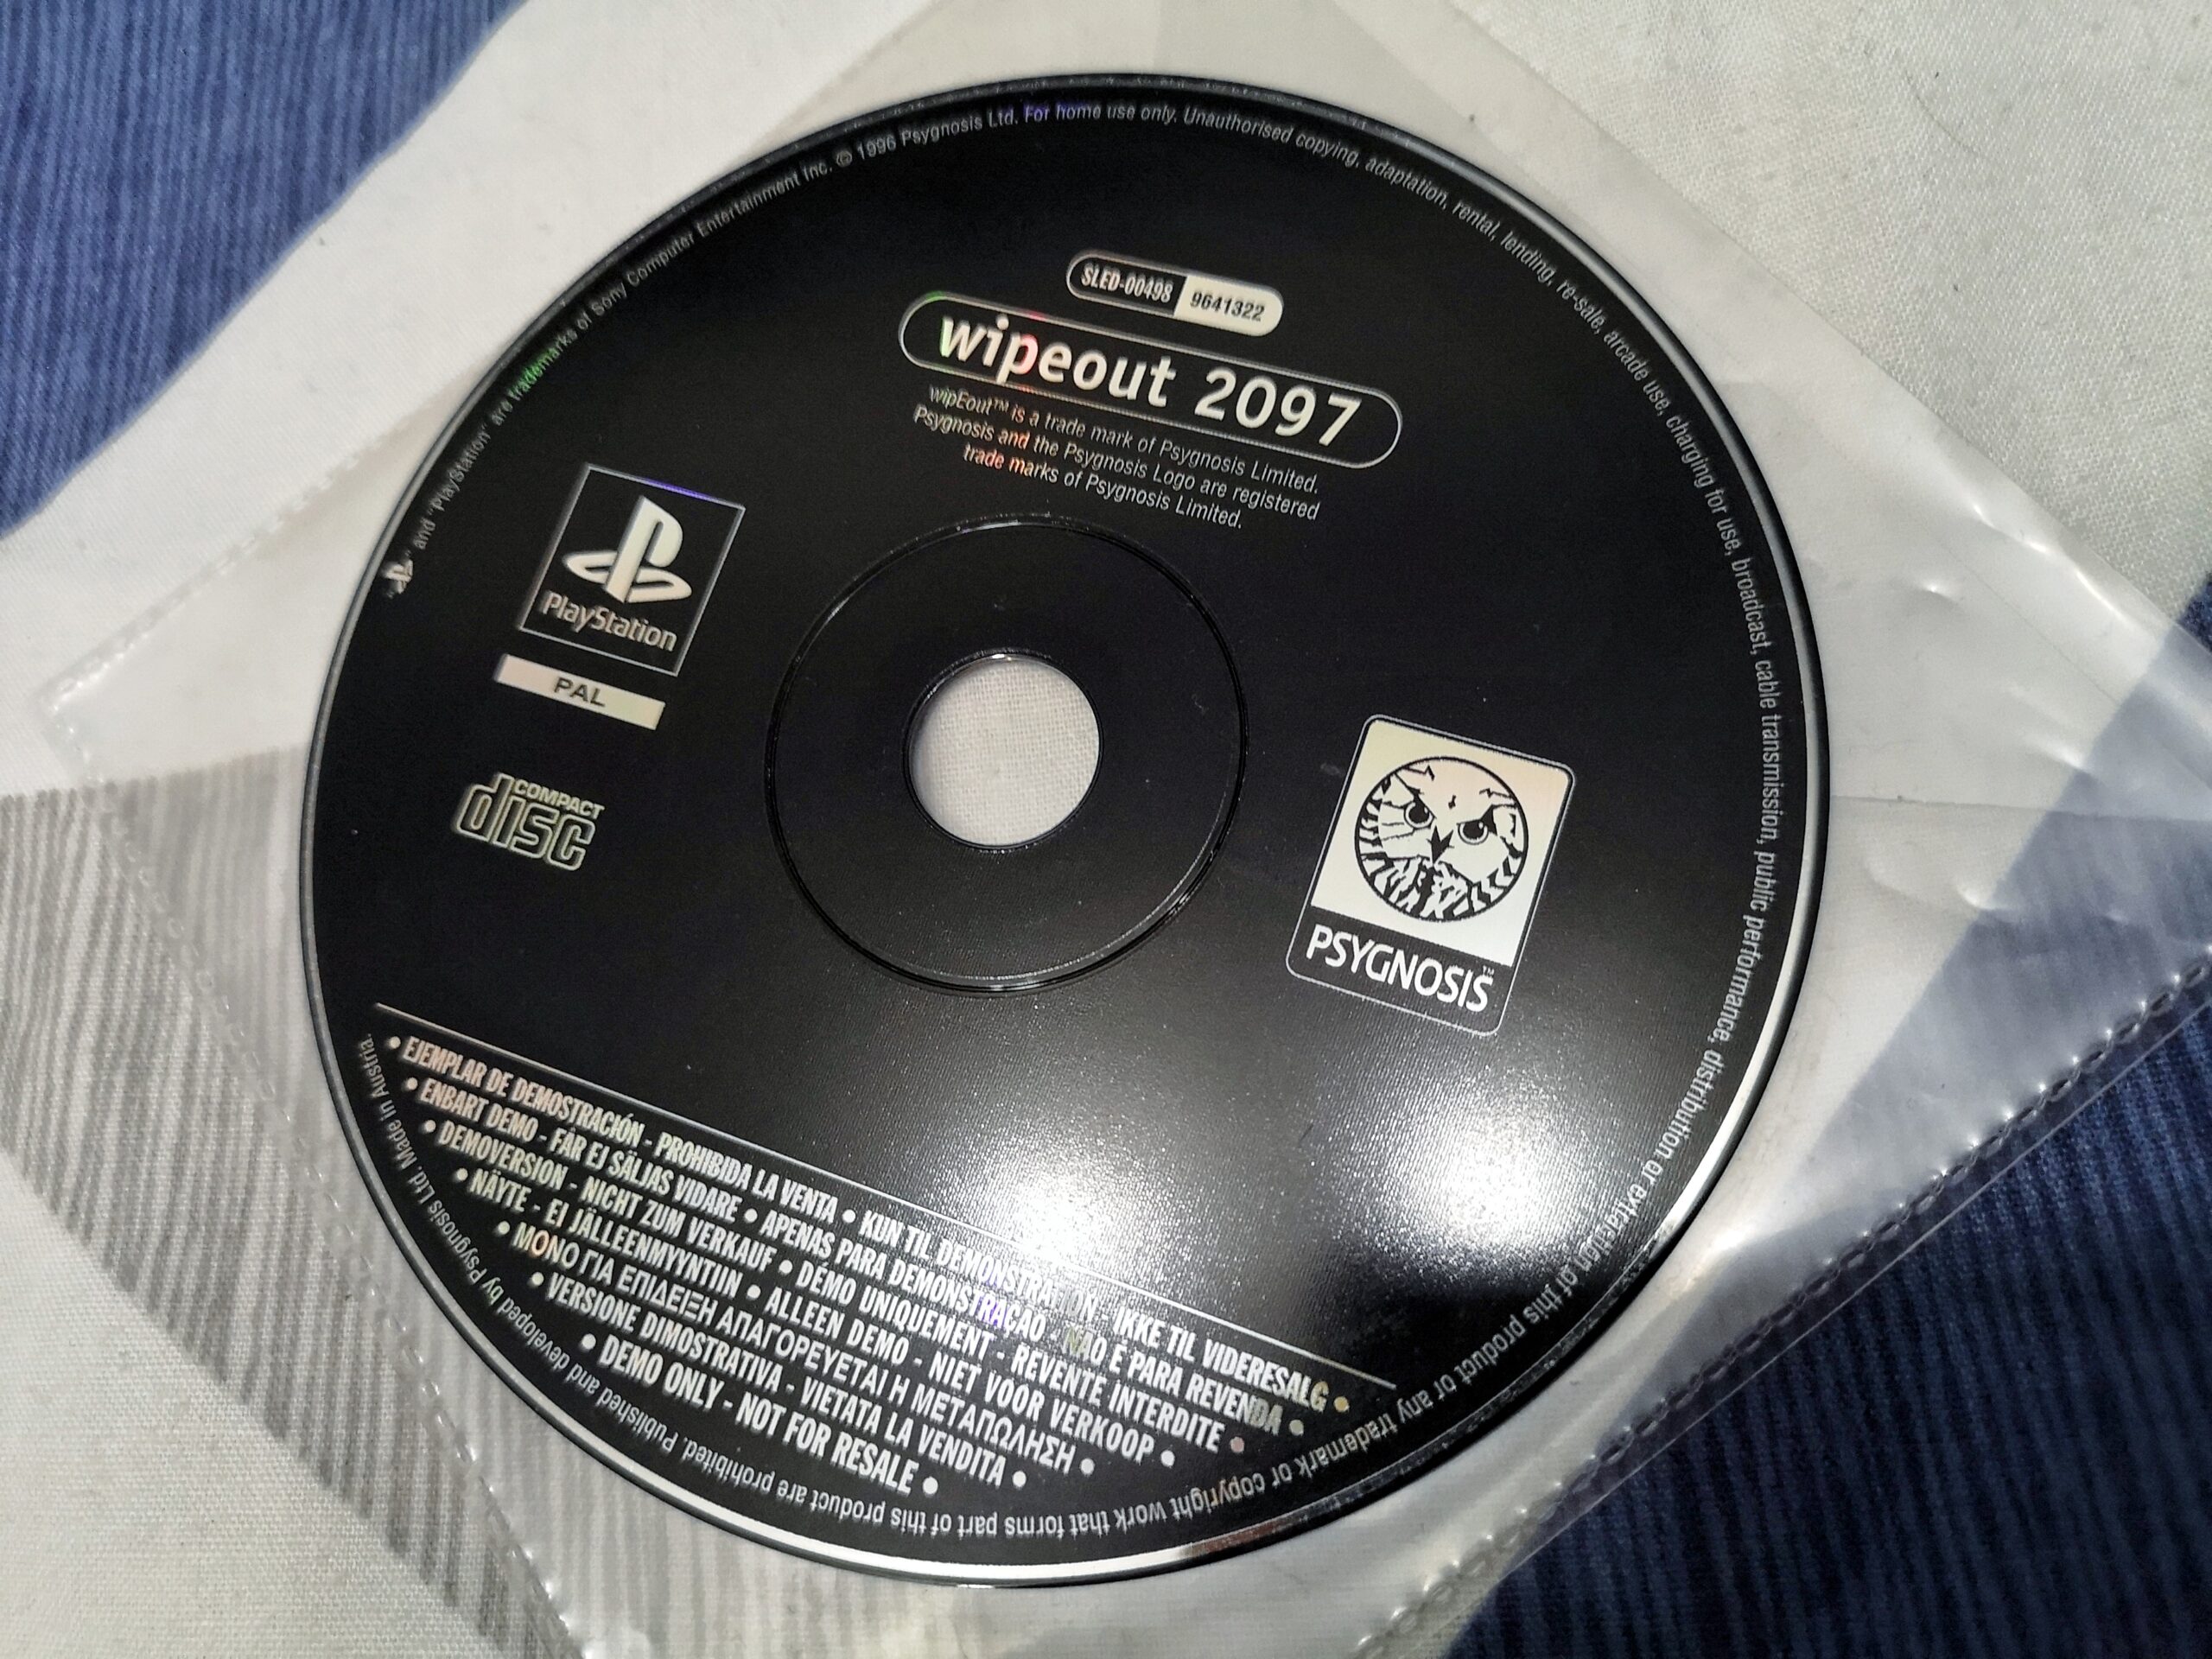 SLED-00498 9641322
wipeout 2097
wipEout™ is a trade mark of Psygnosis Limited.
Psygnosis and the Psygnosis Logo are registered
trade marks of Psygnosis Limited.
PlayStation
PAL
COMPACT
disc
PSYGNOSIS™
• EJEMPLAR DE DEMOSTRACIÓN - PROHIBIDA LA VENTA • KUN TIL DEMONSTRATION - IKKE TIL VIDERESALG •
• ENBART DEMO - FÄR EJ SÄLJAS VIDARE • APENAS PARA DEMONSTRAÇAO - NAO E PARA REVENDA •
• DEMOVERSION - NICHT ZUM VERKAUF • DEMO UNIQUEMENT - REVENTE INTERDITE •
• NÄYTE - EI JÄLLEENMYYNTIIN • ALLEEN DEMO - NIET VOOR VERKOOP •
• ΜΟΝΟ ΓΙΑ ΕΠΙΔΕΙΞΗ ΑΠΑΓΟΡΕΥΕΤΑΙ Η ΜΕΤΑΠΩΛΗΣΗ •
• VERSIONE DIMOSTRATIVA - VIETATA LA VENDITA •
• DEMO ONLY - NOT FOR RESALE •
" and "PlayStation" are trademarks of Sony Computer Entertainment Inc. © 1996 Psygnosis Ltd. For home use only. Unauthorised copying, adaptation, rental, lending, re-sale, arcade use, charging for use, broadcast, cable transmission, public performance, distribution or extraction of this product or any trademark or copyright work that forms part of this product are prohibited. Published and developed by Psygnosis Ltd. Made in Austria.